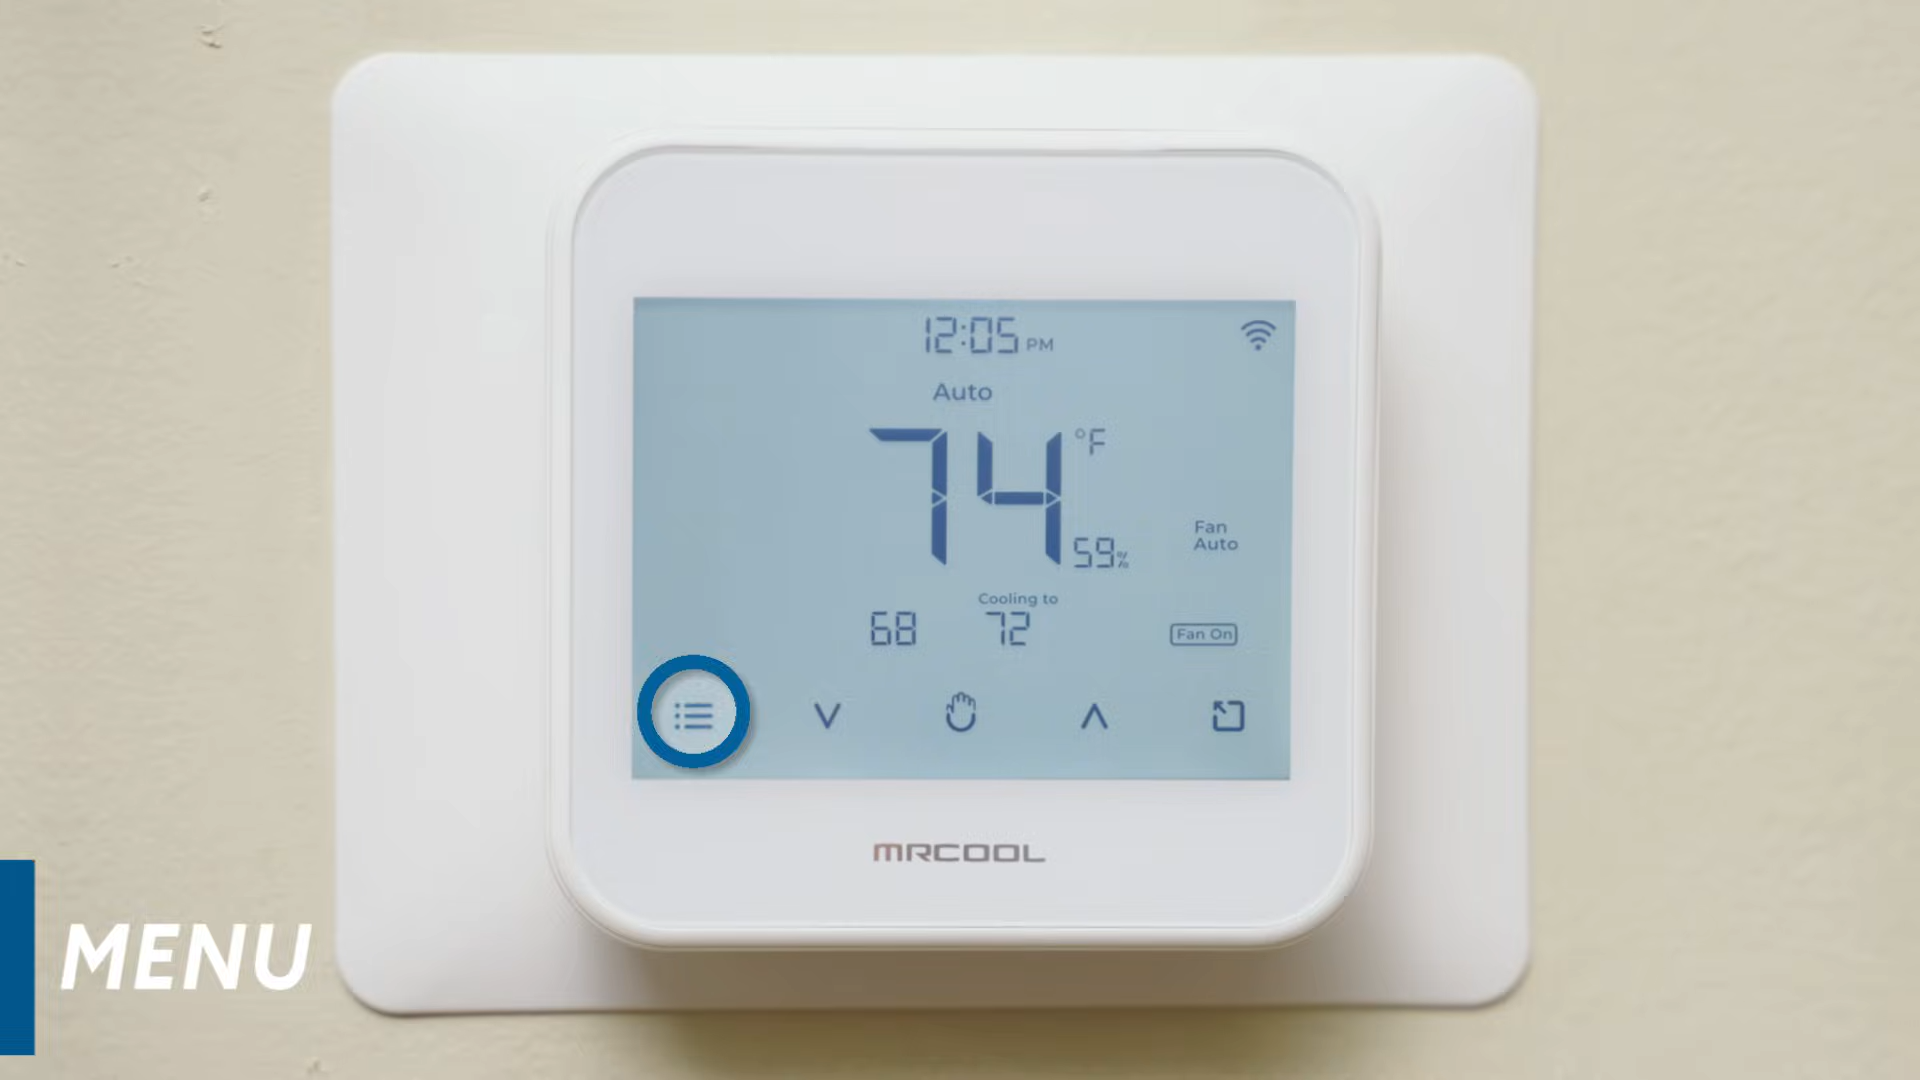 12:05 PM
Auto
74 °F
59%
Fan
Auto
Cooling to
68 72
Fan On
MRCOOL
MENU